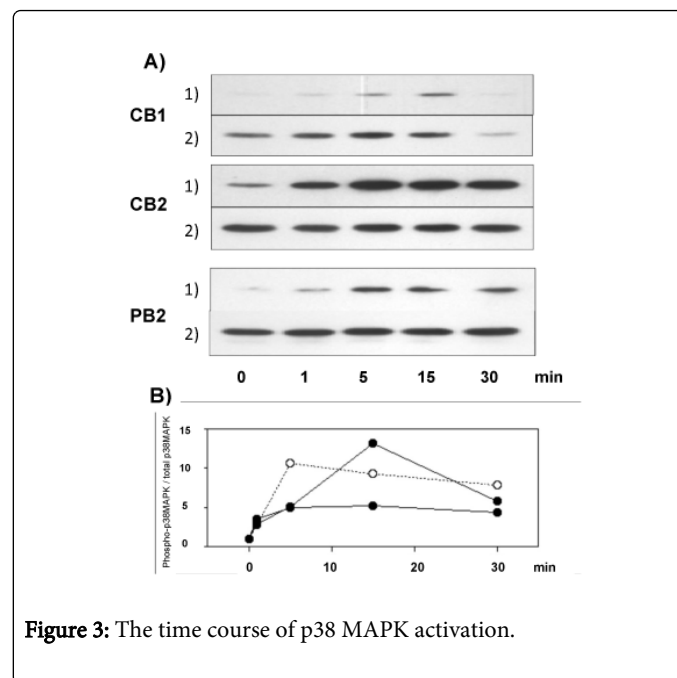 A)
CB1
1)
2)
CB2
1)
2)
PB2
1)
2)
0 1 5 15 30 min
B)
Phospho-p38MAPK / total p38MAPK
15
10
5
0
0 10 20 30 min
Figure 3: The time course of p38 MAPK activation.